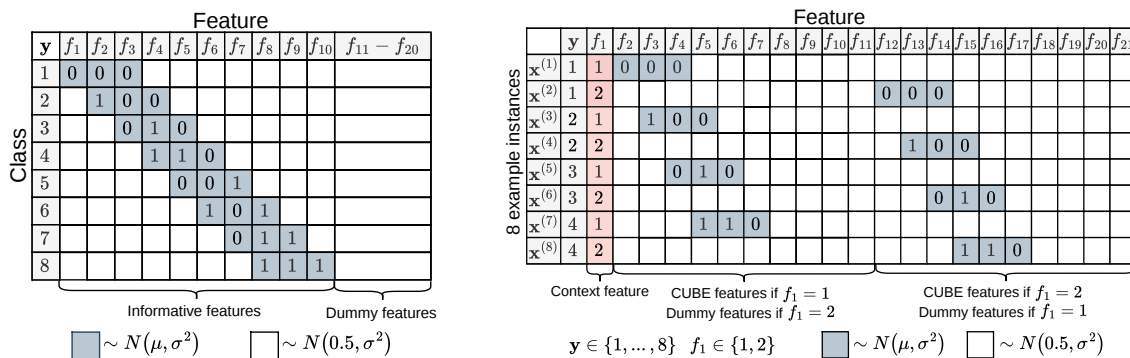 Feature
y f₁ f₂ f₃ f₄ f₅ f₆ f₇ f₈ f₉ f₁₀ f₁₁ − f₂₀
Class
1 0 0 0
2 1 0 0
3 0 1 0
4 1 1 0
5 0 0 1
6 1 0 1
7 0 1 1
8 1 1 1
Informative features Dummy features
∼ N(μ, σ²) ∼ N(0.5, σ²)
Feature
y f₁ f₂ f₃ f₄ f₅ f₆ f₇ f₈ f₉ f₁₀ f₁₁ f₁₂ f₁₃ f₁₄ f₁₅ f₁₆ f₁₇ f₁₈ f₁₉ f₂₀ f₂₁
8 example instances
x⁽¹⁾ 1 1 0 0 0
x⁽²⁾ 1 2 0 0 0
x⁽³⁾ 2 1 1 0 0
x⁽⁴⁾ 2 2 1 0 0
x⁽⁵⁾ 3 1 0 1 0
x⁽⁶⁾ 3 2 0 1 0
x⁽⁷⁾ 4 1 1 1 0
x⁽⁸⁾ 4 2 1 1 0
Context feature
CUBE features if f₁ = 1
Dummy features if f₁ = 2
CUBE features if f₁ = 2
Dummy features if f₁ = 1
y ∈ {1, ..., 8} f₁ ∈ {1, 2} ∼ N(μ, σ²) ∼ N(0.5, σ²)